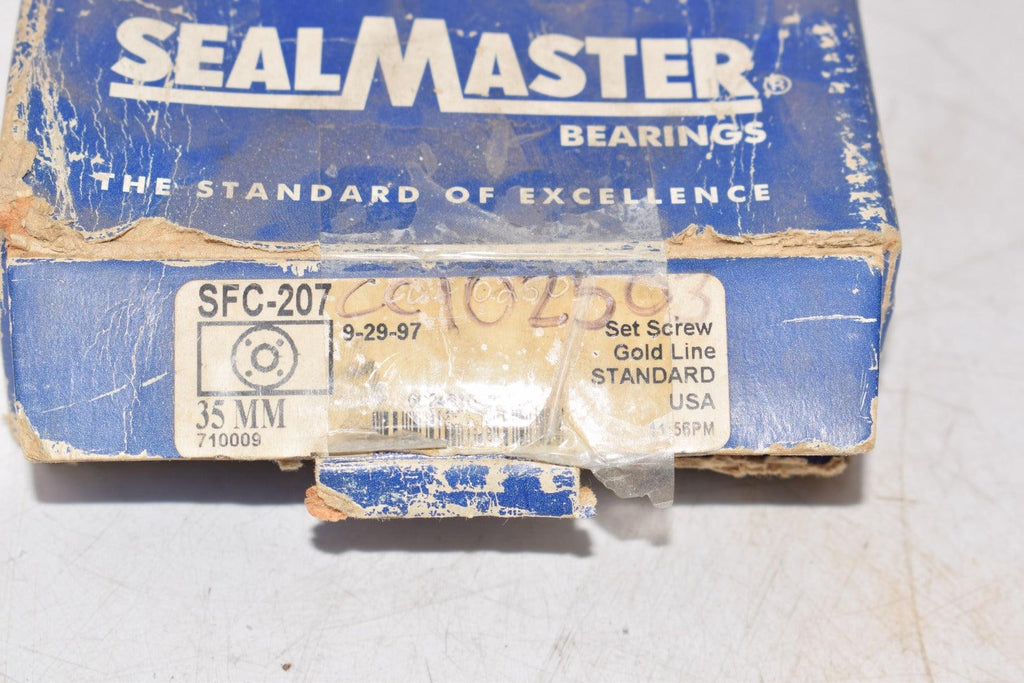 SEALMASTER®
BEARINGS
THE STANDARD OF EXCELLENCE
SFC-207
9-29-97
Set Screw
Gold Line
STANDARD
35 MM
USA
710009
56PM